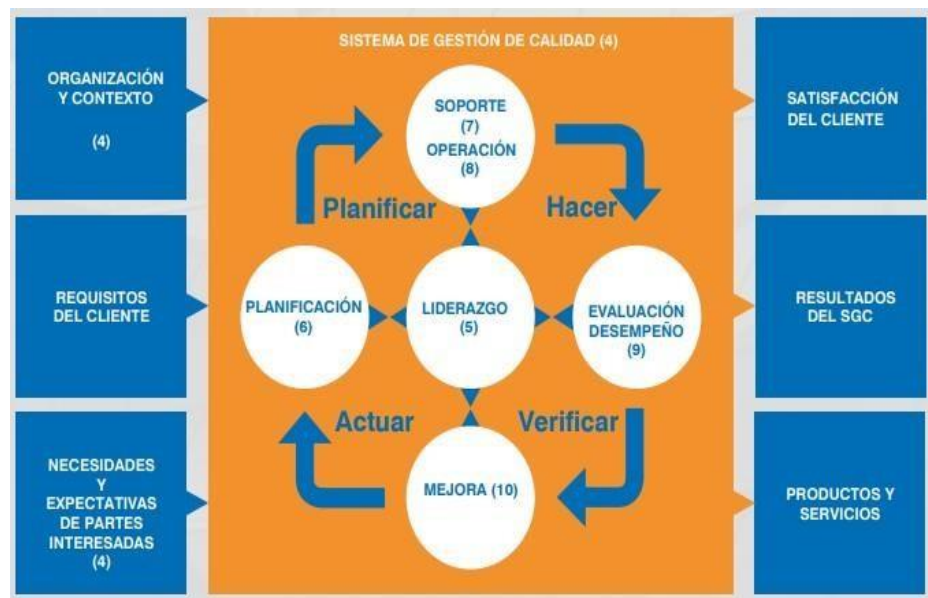 ORGANIZACIÓN
Y CONTEXTO
(4)
REQUISITOS
DEL CLIENTE
NECESIDADES
Y
EXPECTATIVAS
DE PARTES
INTERESADAS
(4)
SISTEMA DE GESTIÓN DE CALIDAD (4)
SOPORTE
(7)
OPERACIÓN
(8)
Planificar
Hacer
PLANIFICACIÓN
(6)
LIDERAZGO
(5)
EVALUACIÓN
DESEMPEÑO
(9)
Actuar
Verificar
MEJORA (10)
SATISFACCIÓN
DEL CLIENTE
RESULTADOS
DEL SGC
PRODUCTOS Y
SERVICIOS